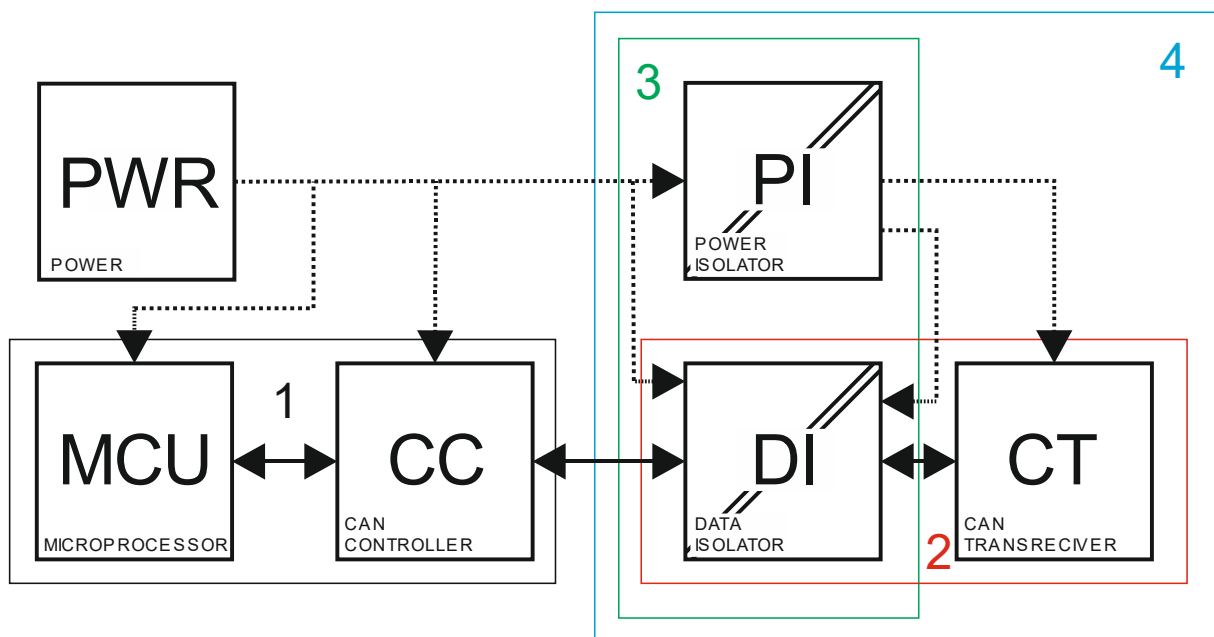 4
3
PWR
POWER
PI
POWER
ISOLATOR
1
MCU
MICROPROCESSOR
CC
CAN
CONTROLLER
DI
DATA
ISOLATOR
2
CT
CAN
TRANSRECIVER